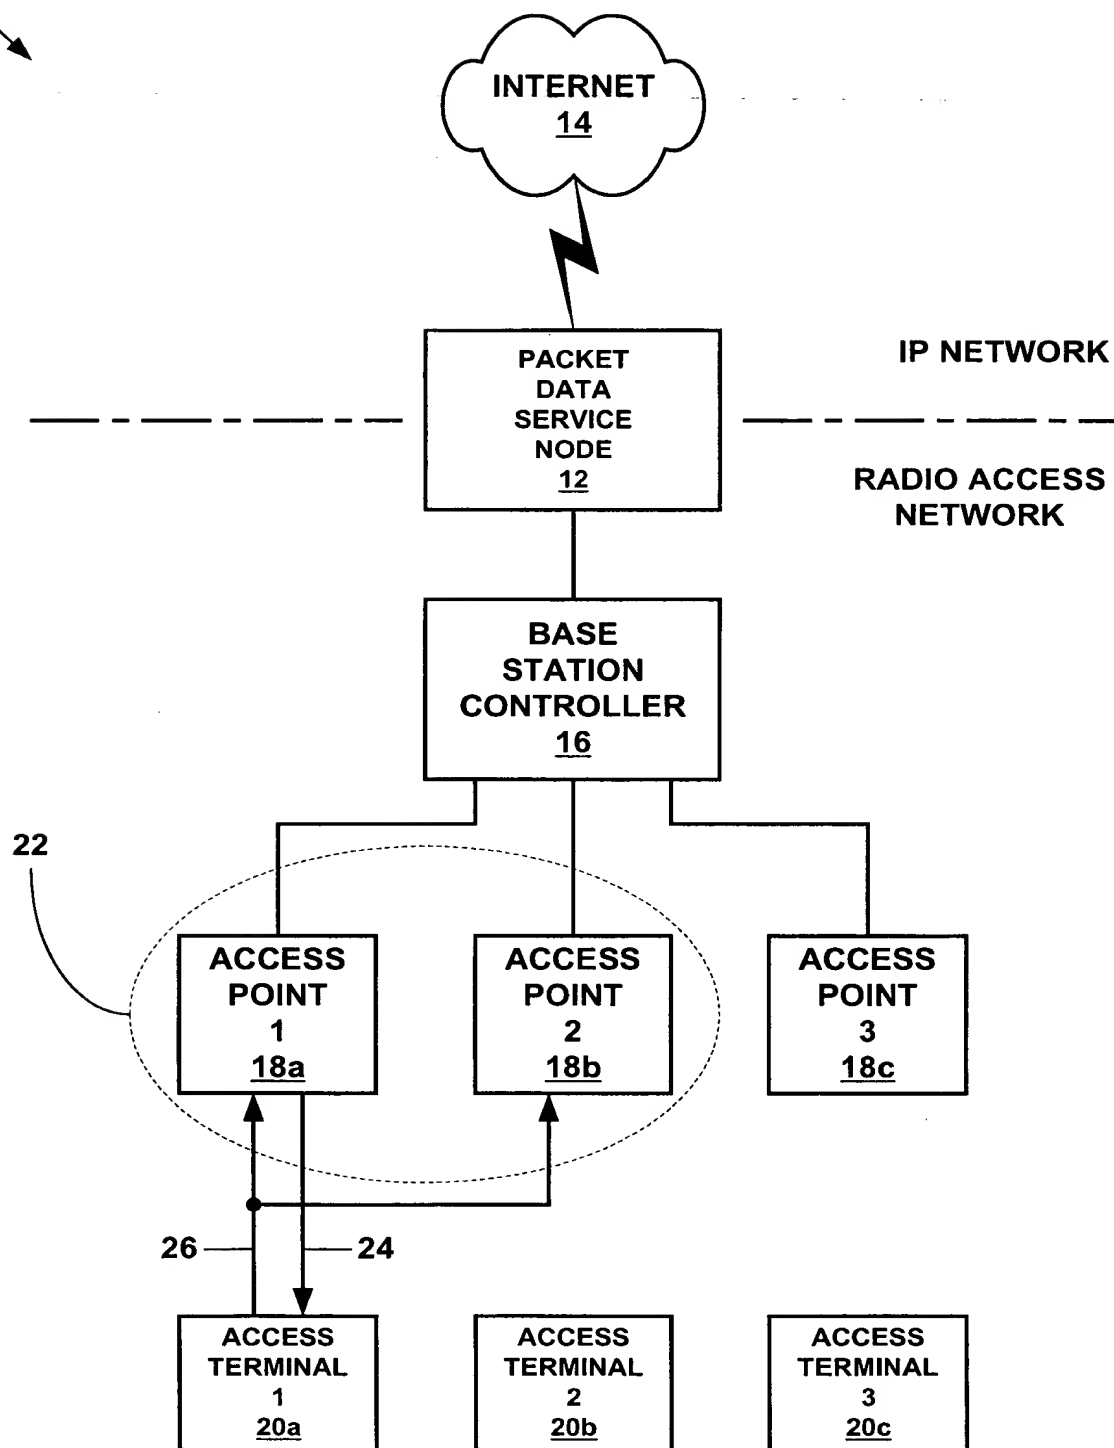 INTERNET
14
PACKET
DATA
SERVICE
NODE
12
IP NETWORK
RADIO ACCESS
NETWORK
BASE
STATION
CONTROLLER
16
22
ACCESS
POINT
1
18a
ACCESS
POINT
2
18b
ACCESS
POINT
3
18c
26
24
ACCESS
TERMINAL
1
20a
ACCESS
TERMINAL
2
20b
ACCESS
TERMINAL
3
20c